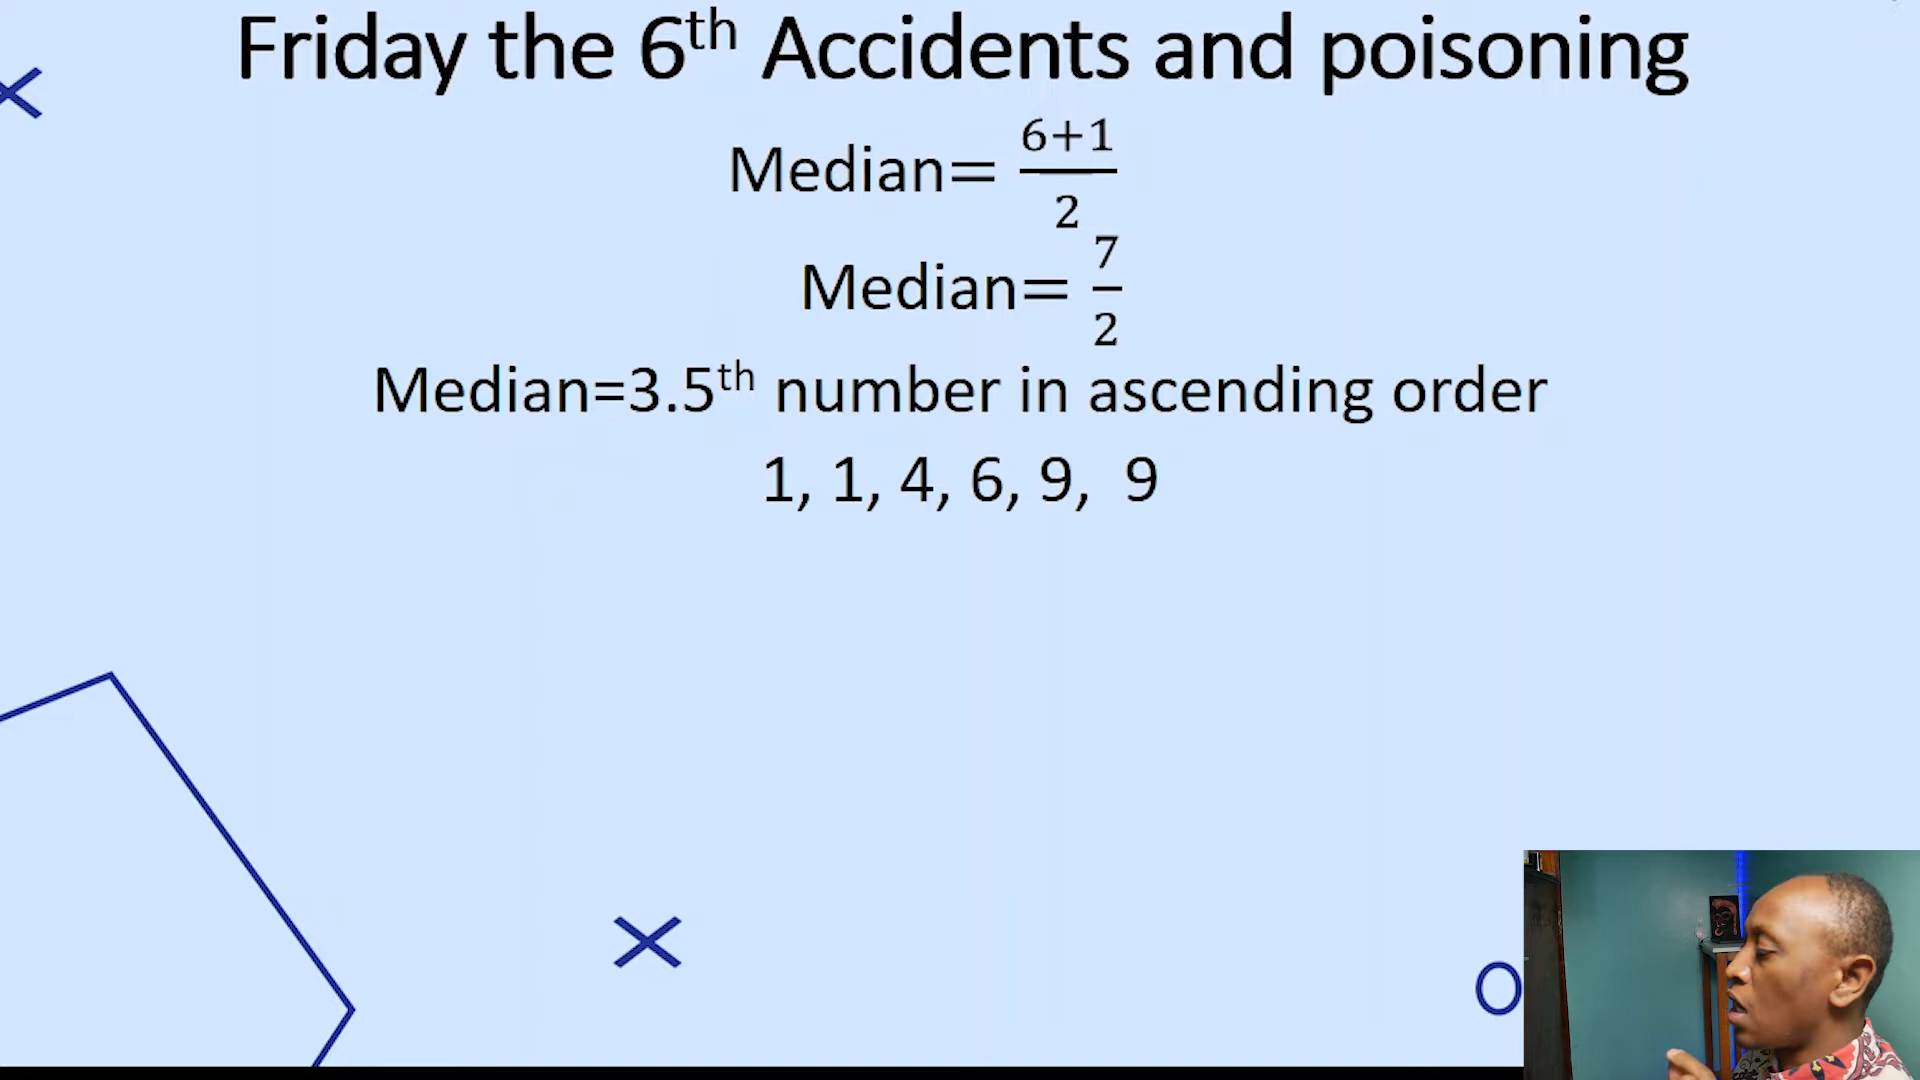 Friday the 6th Accidents and poisoning
Median= 6+1/2
Median= 7/2
Median=3.5th number in ascending order
1, 1, 4, 6, 9, 9